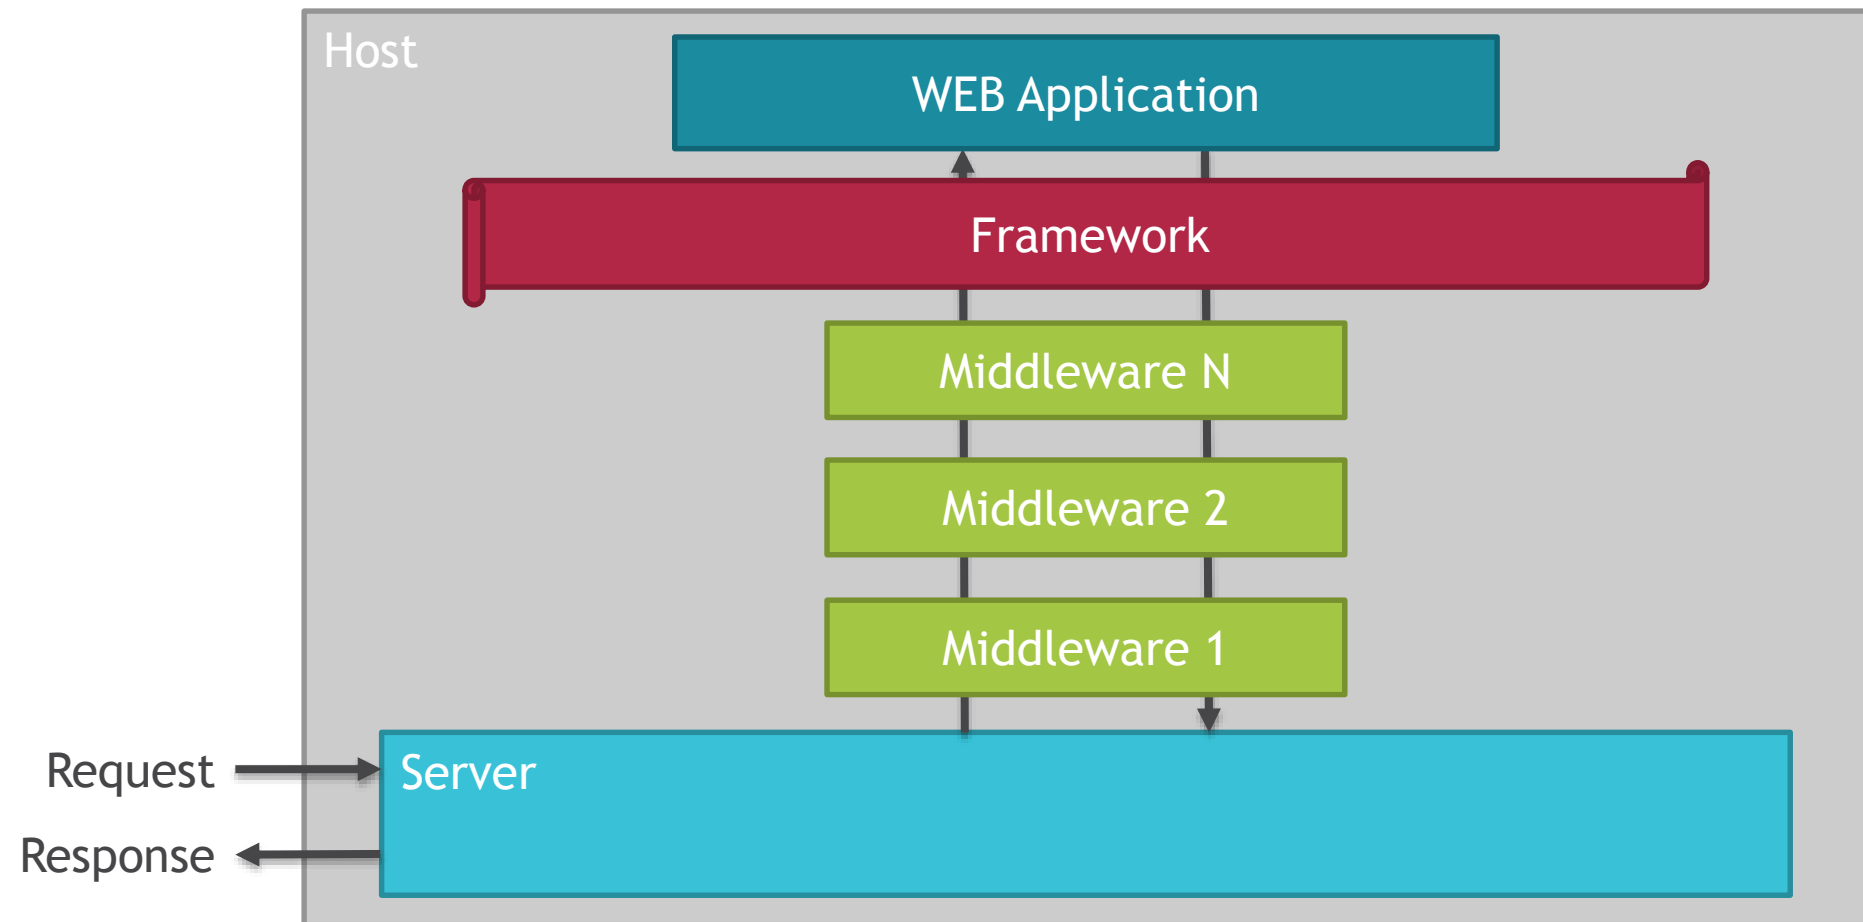 Host
WEB Application
Framework
Middleware N
Middleware 2
Middleware 1
Request
Server
Response